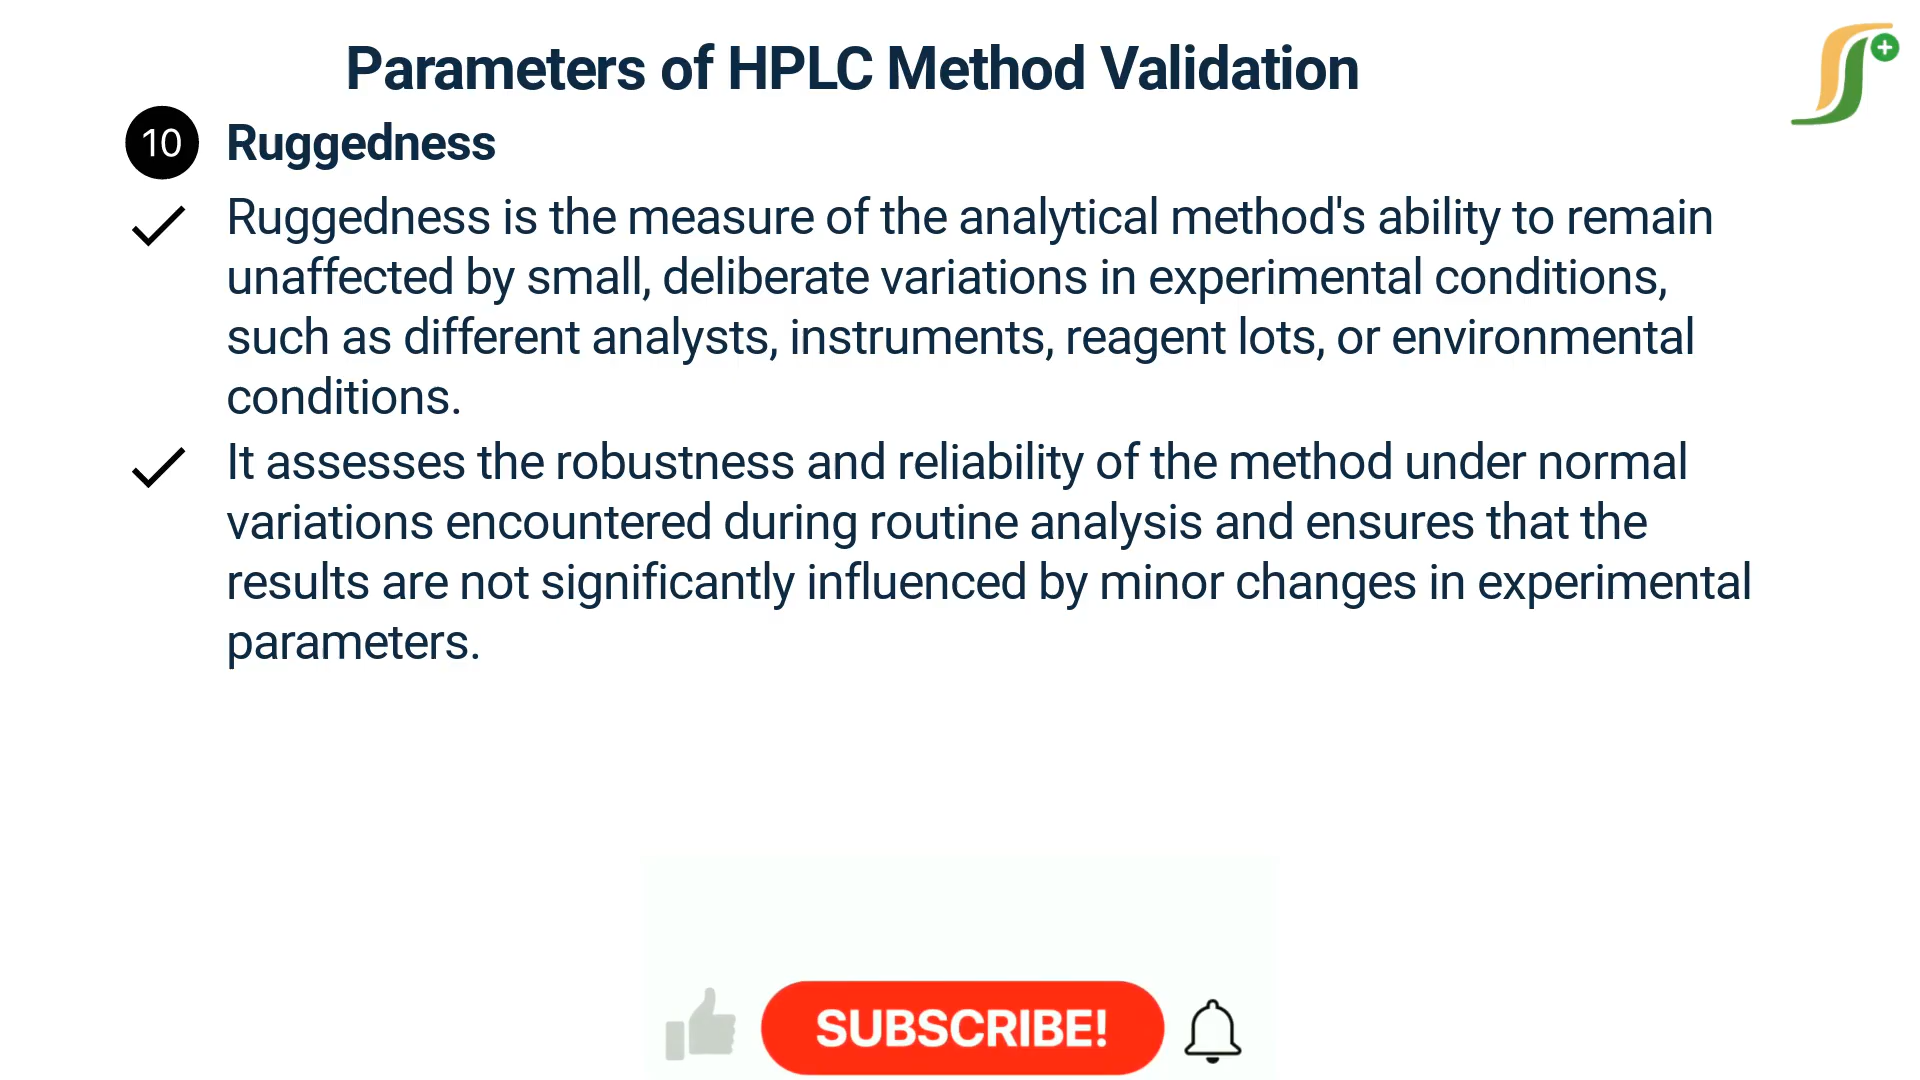 Parameters of HPLC Method Validation
10 Ruggedness
Ruggedness is the measure of the analytical method's ability to remain
unaffected by small, deliberate variations in experimental conditions,
such as different analysts, instruments, reagent lots, or environmental
conditions.
It assesses the robustness and reliability of the method under normal
variations encountered during routine analysis and ensures that the
results are not significantly influenced by minor changes in experimental
parameters.
SUBSCRIBE!